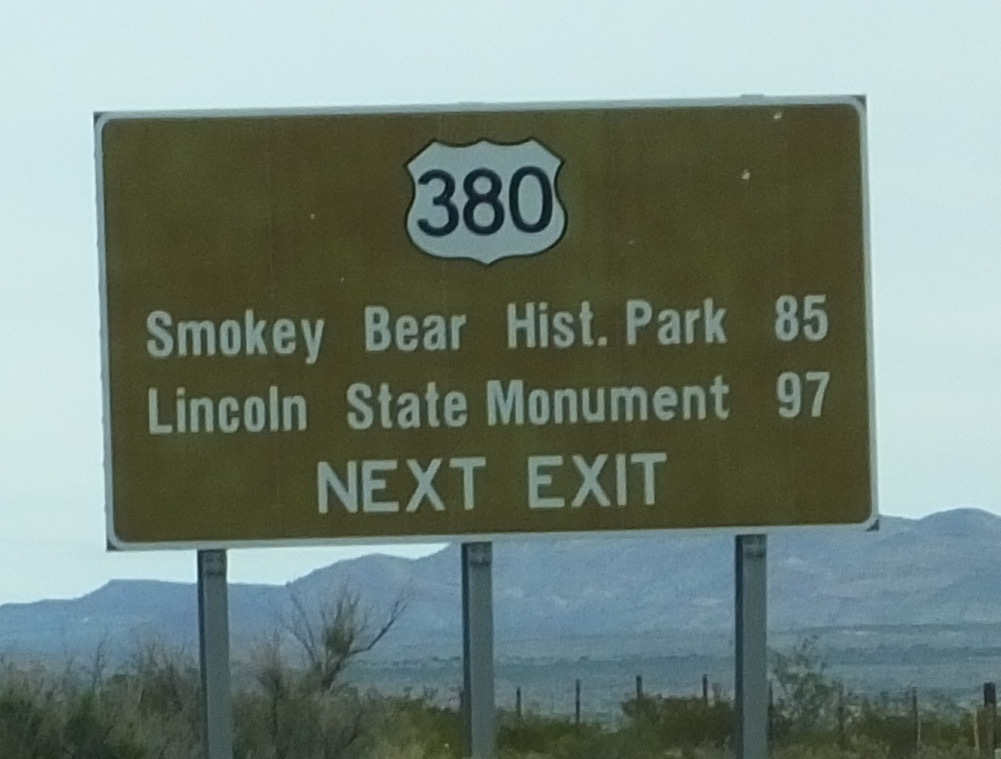 380
Smokey Bear Hist. Park 85
Lincoln State Monument 97
NEXT EXIT